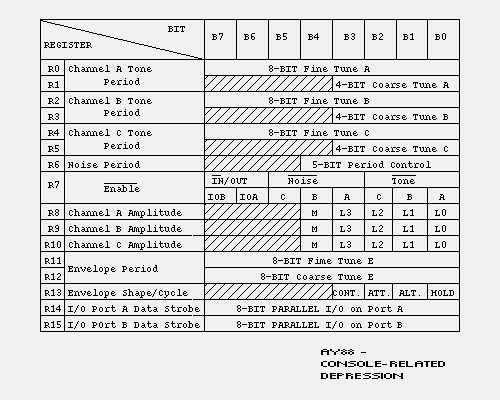 BIT
REGISTER
B7 B6 B5 B4 B3 B2 B1 B0
R0 Channel A Tone Period 8-BIT Fine Tune A
R1 4-BIT Coarse Tune A
R2 Channel B Tone Period 8-BIT Fine Tune B
R3 4-BIT Coarse Tune B
R4 Channel C Tone Period 8-BIT Fine Tune C
R5 4-BIT Coarse Tune C
R6 Noise Period 5-BIT Period Control
R7 Enable IN/OUT Noise Tone
IOB IOA C B A C B A
R8 Channel A Amplitude M L3 L2 L1 L0
R9 Channel B Amplitude M L3 L2 L1 L0
R10 Channel C Amplitude M L3 L2 L1 L0
R11 Envelope Period 8-BIT Fime Tune E
R12 8-BIT Coarse Tune E
R13 Envelope Shape/Cycle CONT. ATT. ALT. HOLD
R14 I/O Port A Data Strobe 8-BIT PARALLEL I/O on Port A
R15 I/O Port B Data Strobe 8-BIT PARALLEL I/O on Port B
AY38 -
CONSOLE-RELATED
DEPRESSION